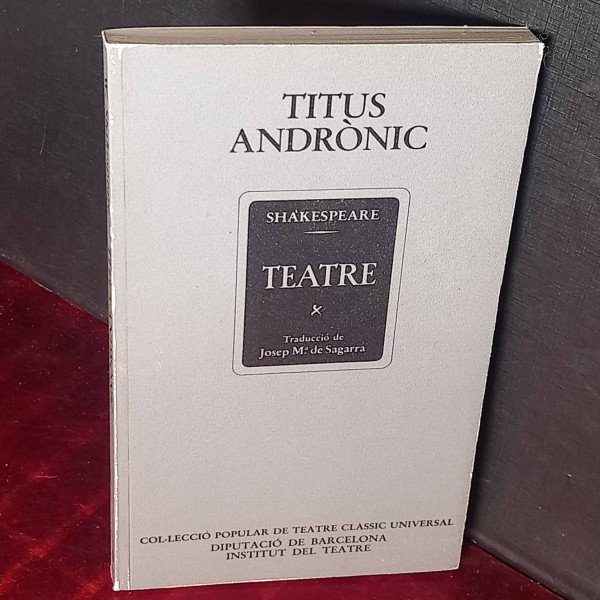 TITUS
ANDRÒNIC
SHAKESPEARE
TEATRE
Traducció de
Josep M.ª de Sagarra
COL·LECCIÓ POPULAR DE TEATRE CLÀSSIC UNIVERSAL
DIPUTACIÓ DE BARCELONA
INSTITUT DEL TEATRE